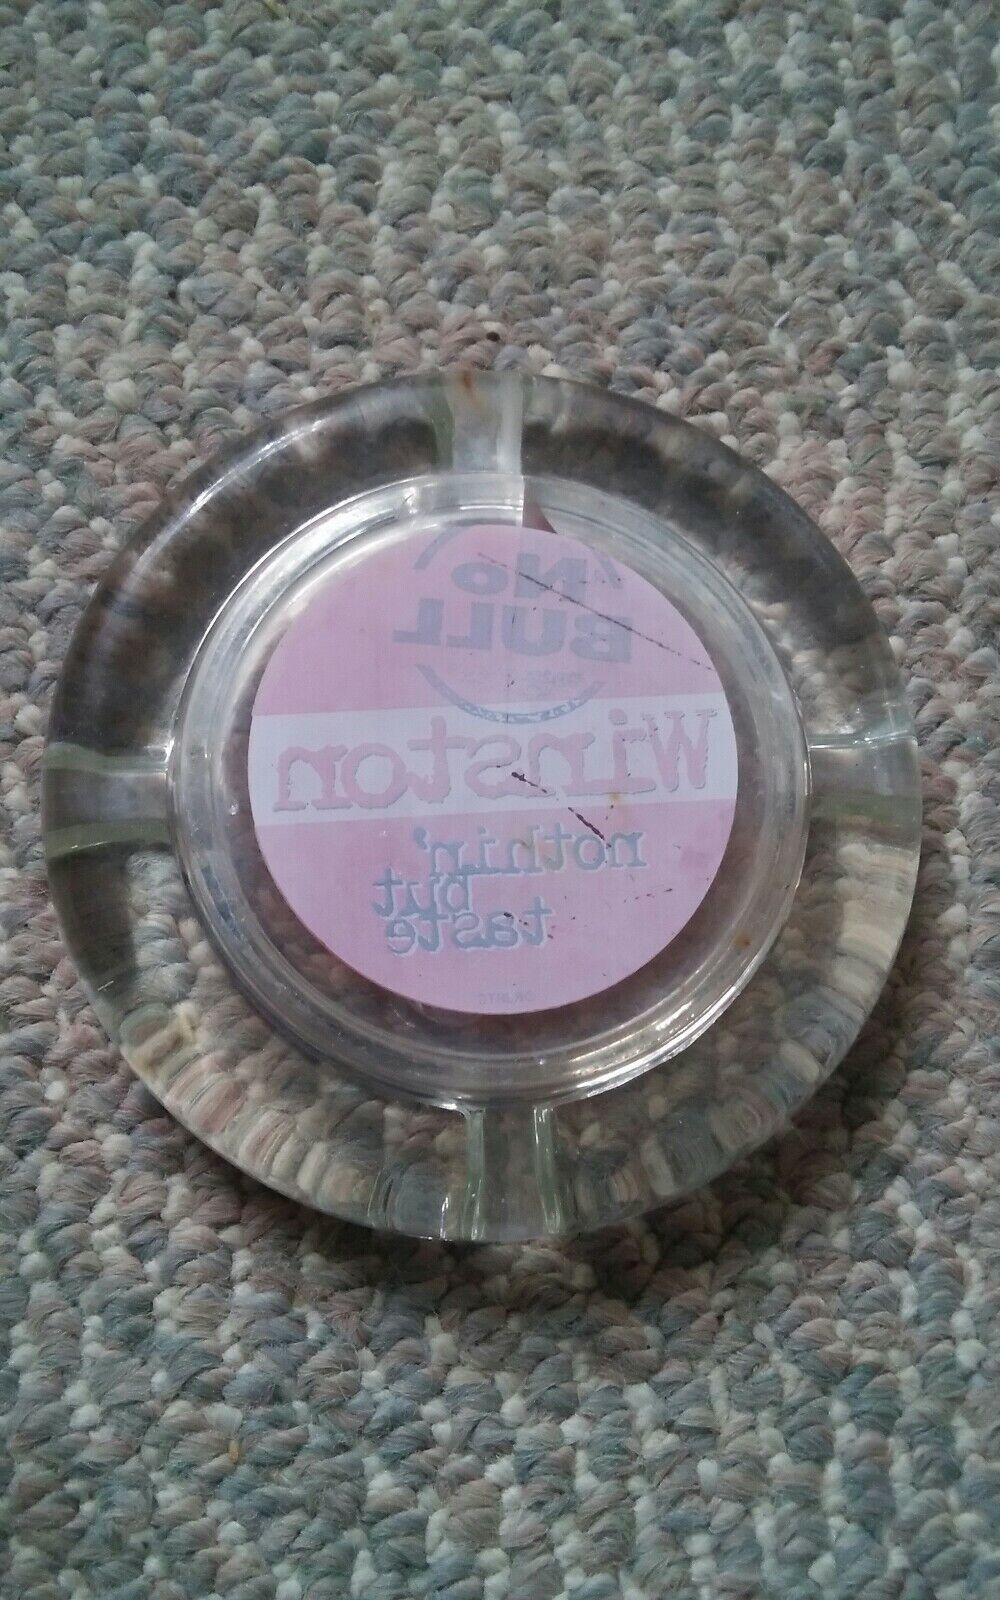 No
BULL
Winston
nothin'
but
taste